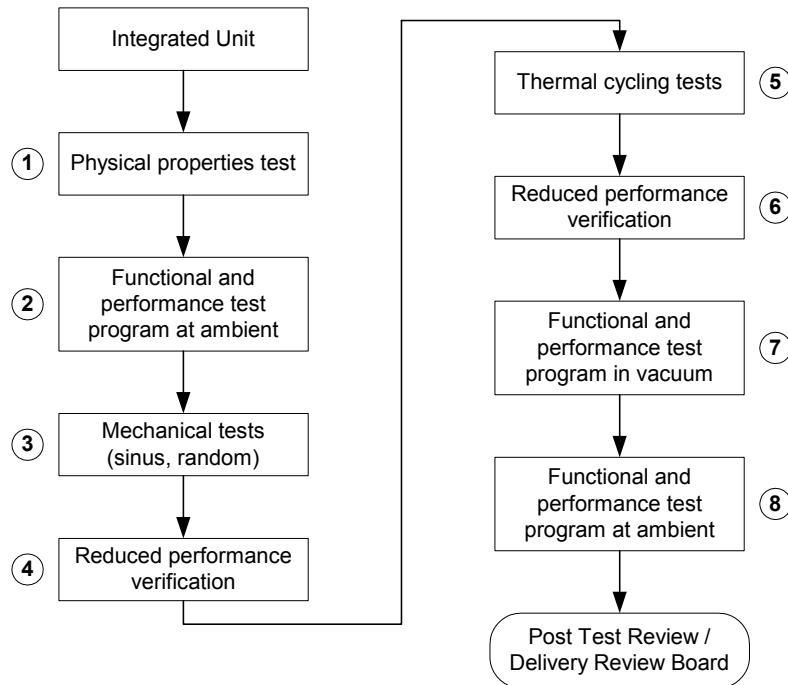 Integrated Unit
1
Physical properties test
2
Functional and
performance test
program at ambient
3
Mechanical tests
(sinus, random)
4
Reduced performance
verification
Thermal cycling tests
5
Reduced performance
verification
6
Functional and
performance test
program in vacuum
7
Functional and
performance test
program at ambient
8
Post Test Review /
Delivery Review Board